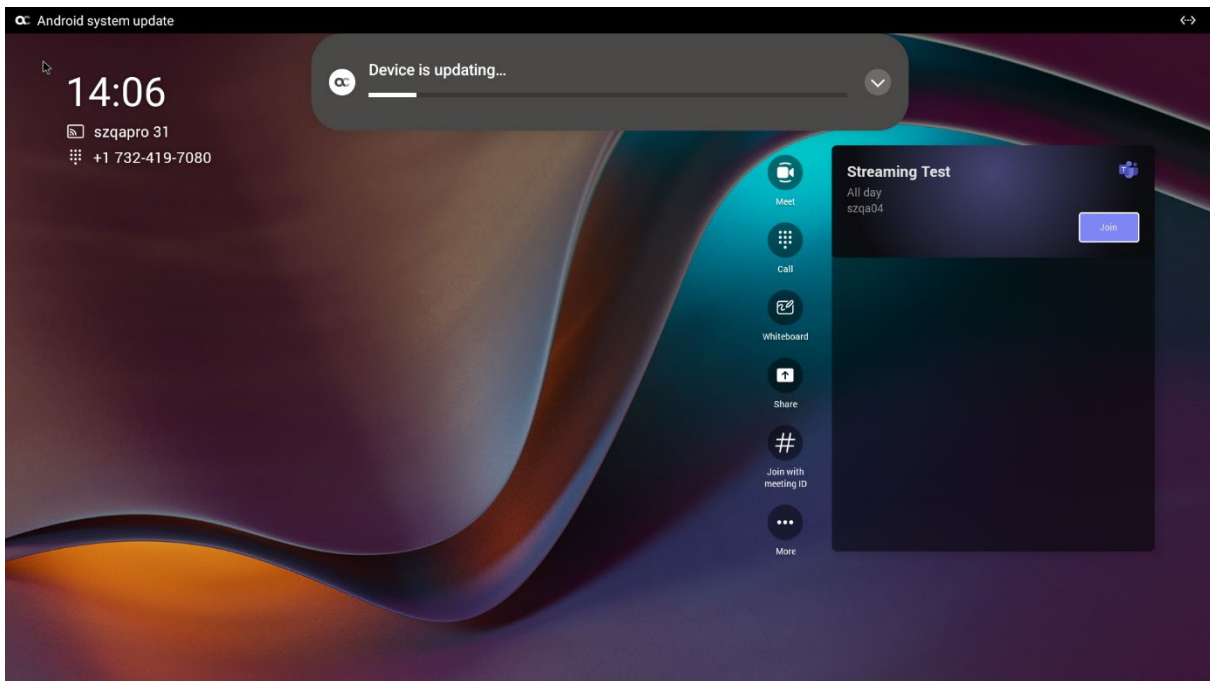 Android system update
Device is updating...
14:06
szqapro 31
+1 732-419-7080
Meet
Call
Whiteboard
Share
Join with
meeting ID
More
Streaming Test
All day
szqa04
Join